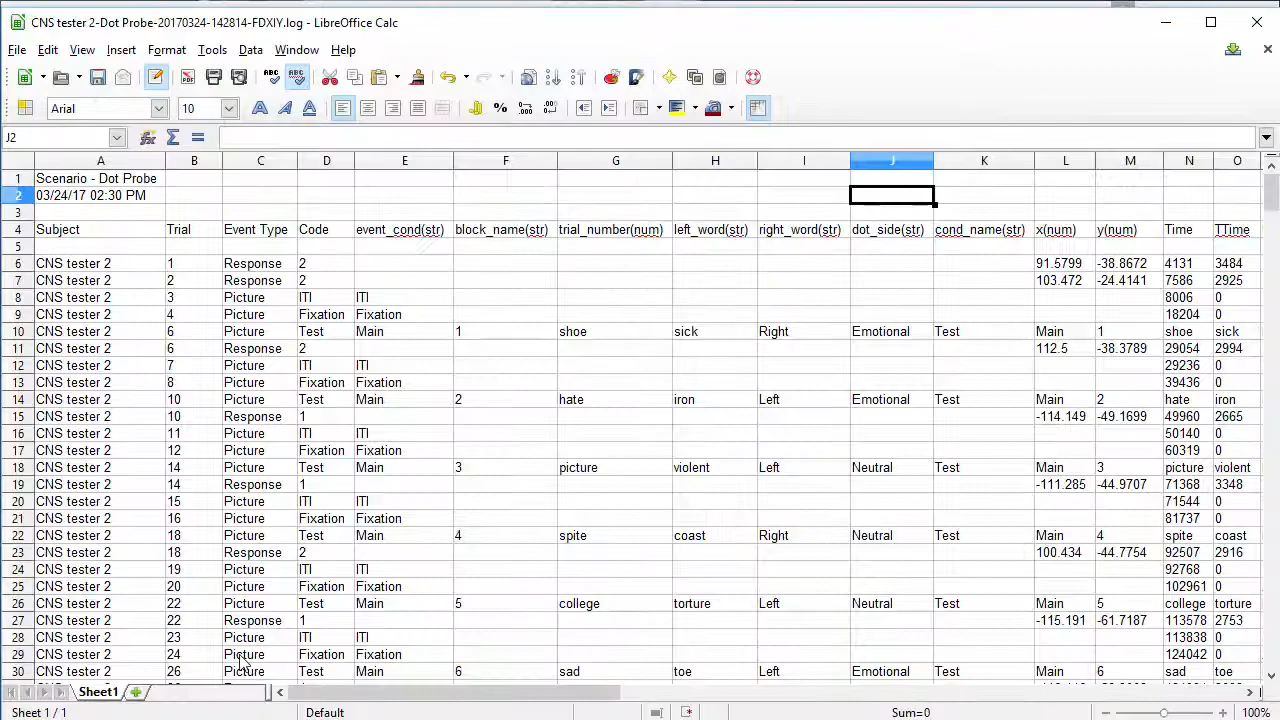 CNS tester 2-Dot Probe-20170324-142814-FDXIY.log - LibreOffice Calc
File Edit View Insert Format Tools Data Window Help
Arial 10
J2
A B C D E F G H I J K L M N O
1 Scenario - Dot Probe
2 03/24/17 02:30 PM
3
4 Subject Trial Event Type Code event_cond(str) block_name(str) trial_number(num) left_word(str) right_word(str) dot_side(str) cond_name(str) x(num) y(num) Time TTime
5
6 CNS tester 2 1 Response 2 91.5799 -38.8672 4131 3484
7 CNS tester 2 2 Response 2 103.472 -24.4141 7586 2925
8 CNS tester 2 3 Picture ITI ITI 8006 0
9 CNS tester 2 4 Picture Fixation Fixation 18204 0
10 CNS tester 2 6 Picture Test Main 1 shoe sick Right Emotional Test Main 1 shoe sick
11 CNS tester 2 6 Response 2 112.5 -38.3789 29054 2994
12 CNS tester 2 7 Picture ITI ITI 29236 0
13 CNS tester 2 8 Picture Fixation Fixation 39436 0
14 CNS tester 2 10 Picture Test Main 2 hate iron Left Emotional Test Main 2 hate iron
15 CNS tester 2 10 Response 1 -114.149 -49.1699 49960 2665
16 CNS tester 2 11 Picture ITI ITI 50140 0
17 CNS tester 2 12 Picture Fixation Fixation 60319 0
18 CNS tester 2 14 Picture Test Main 3 picture violent Left Neutral Test Main 3 picture violent
19 CNS tester 2 14 Response 1 -111.285 -44.9707 71368 3348
20 CNS tester 2 15 Picture ITI ITI 71544 0
21 CNS tester 2 16 Picture Fixation Fixation 81737 0
22 CNS tester 2 18 Picture Test Main 4 spite coast Right Neutral Test Main 4 spite coast
23 CNS tester 2 18 Response 2 100.434 -44.7754 92507 2916
24 CNS tester 2 19 Picture ITI ITI 92768 0
25 CNS tester 2 20 Picture Fixation Fixation 102961 0
26 CNS tester 2 22 Picture Test Main 5 college torture Left Neutral Test Main 5 college torture
27 CNS tester 2 22 Response 1 -115.191 -61.7187 113578 2753
28 CNS tester 2 23 Picture ITI ITI 113838 0
29 CNS tester 2 24 Picture Fixation Fixation 124042 0
30 CNS tester 2 26 Picture Test Main 6 sad toe Left Emotional Test Main 6 sad toe
Sheet1
Sheet 1 / 1 Default Sum=0 100%